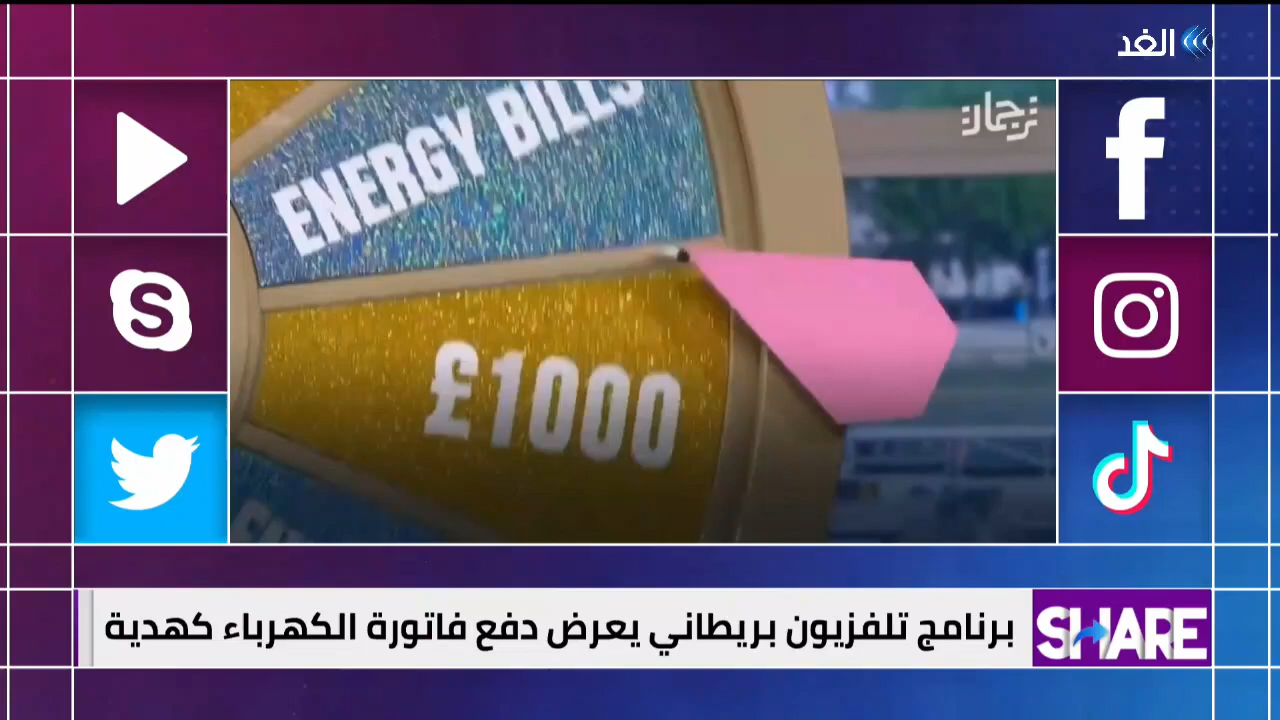 الغد
ترجمان
ENERGY BILLS
£1000
برنامج تلفزيون بريطاني يعرض دفع فاتورة الكهرباء كهدية
SHARE